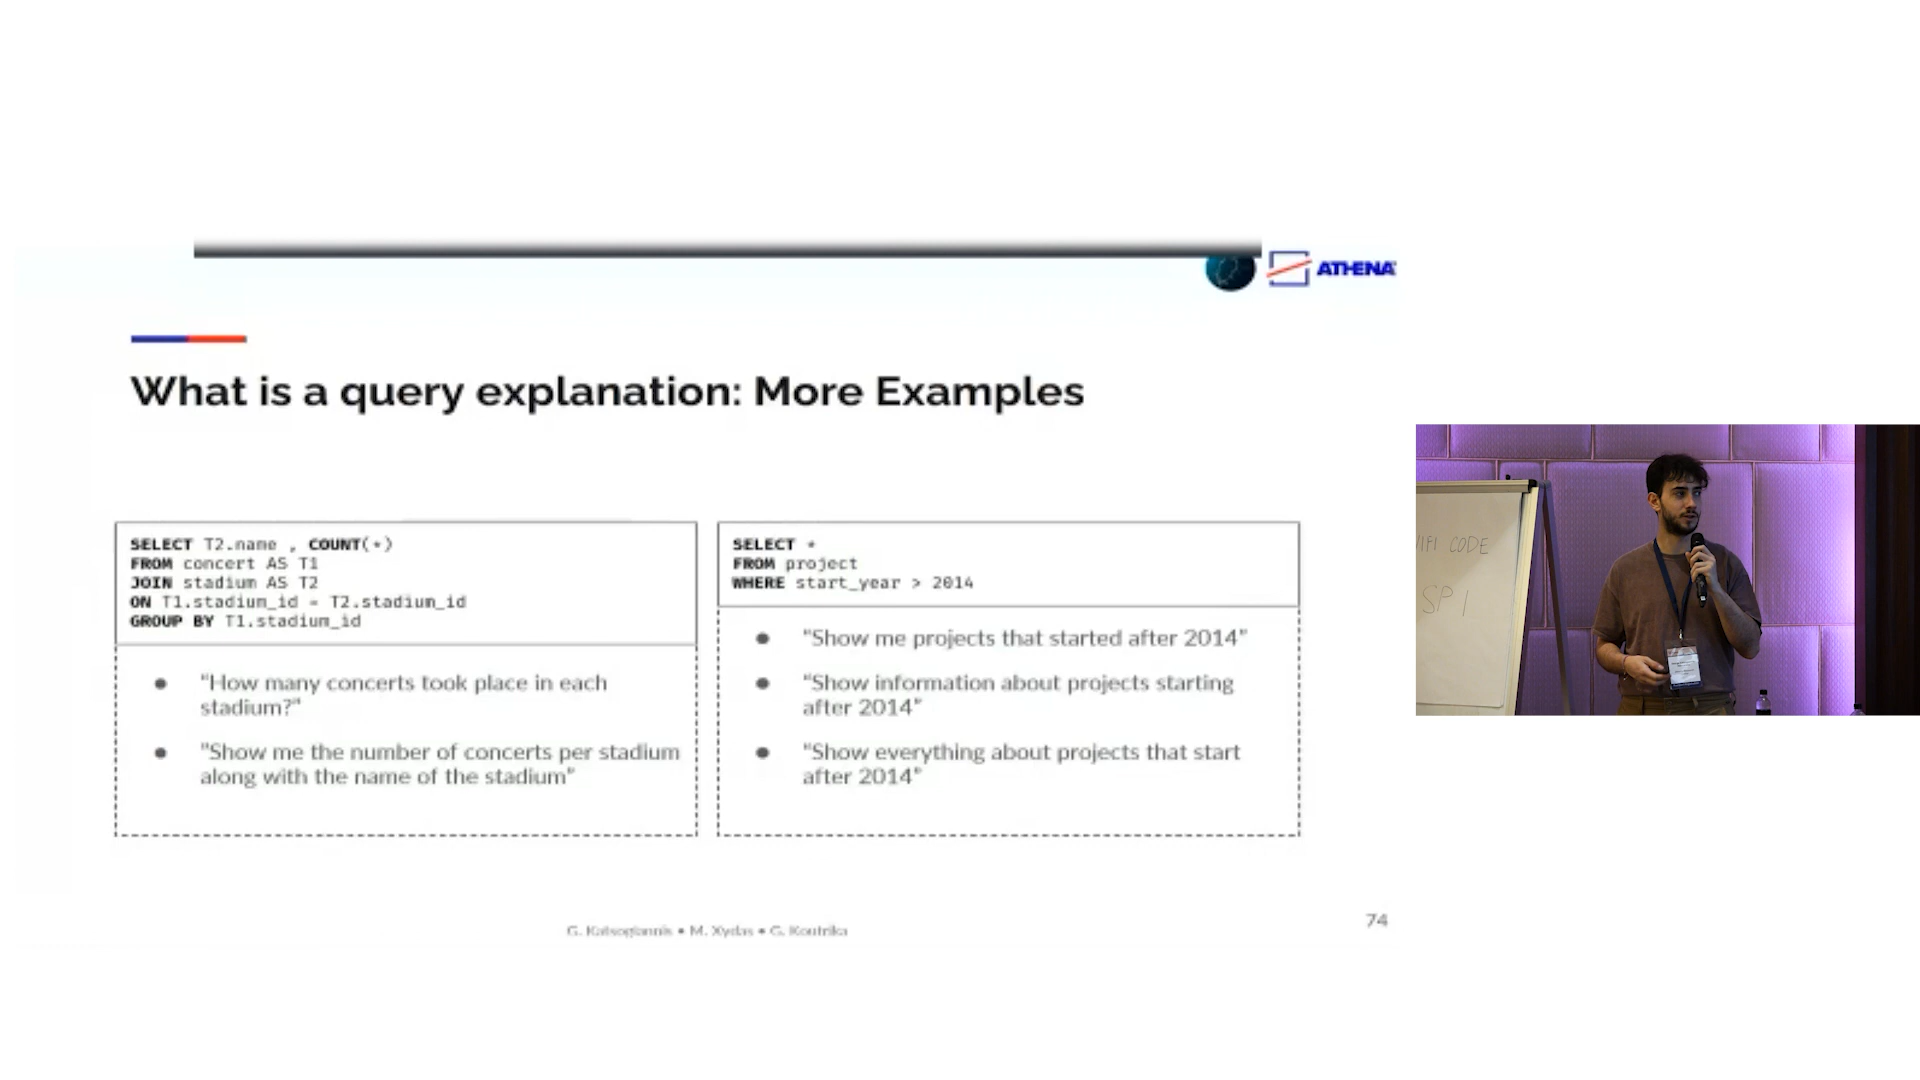 ATHENA
What is a query explanation: More Examples
SELECT T2.name , COUNT(*)
FROM concert AS T1
JOIN stadium AS T2
ON T1.stadium_id = T2.stadium_id
GROUP BY T1.stadium_id
● "How many concerts took place in each
stadium?"
● "Show me the number of concerts per stadium
along with the name of the stadium"
SELECT *
FROM project
WHERE start_year > 2014
● "Show me projects that started after 2014"
● "Show information about projects starting
after 2014"
● "Show everything about projects that start
after 2014"
G. Katsogiannis • M. Xydas • G. Koutrika
74
CODE
SP1